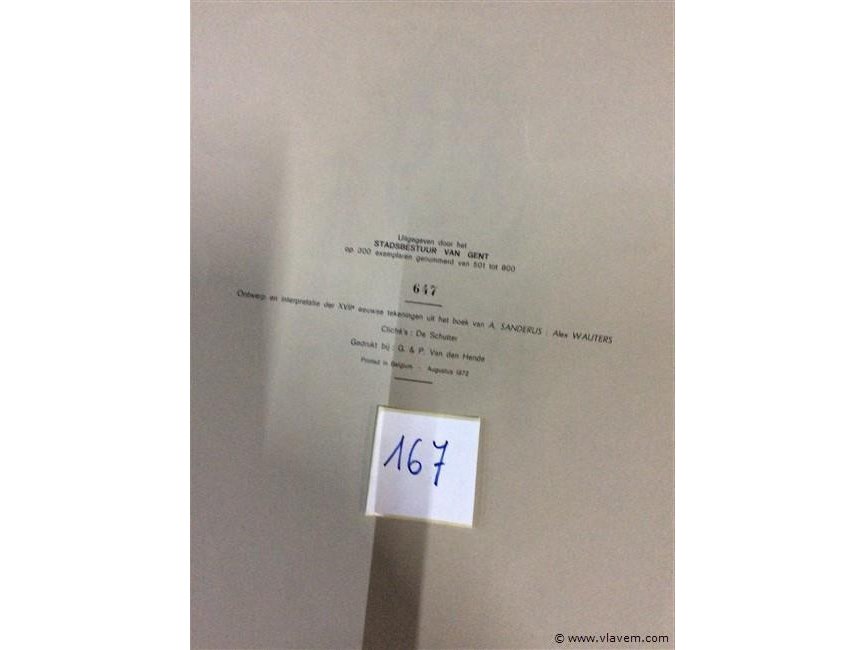 Uitgegeven door het
STADSBESTUUR VAN GENT
op 300 exemplaren genummerd van 501 tot 800
647
Ontwerp en interpretatie der XVIIe eeuwse tekeningen uit het boek van A. SANDERUS : Alex WAUTERS
Cliché's : De Schutter
Gedrukt bij : G. & P. Van den Hende
Printed in Belgium - Augustus 1972
167
© www.vlavem.com